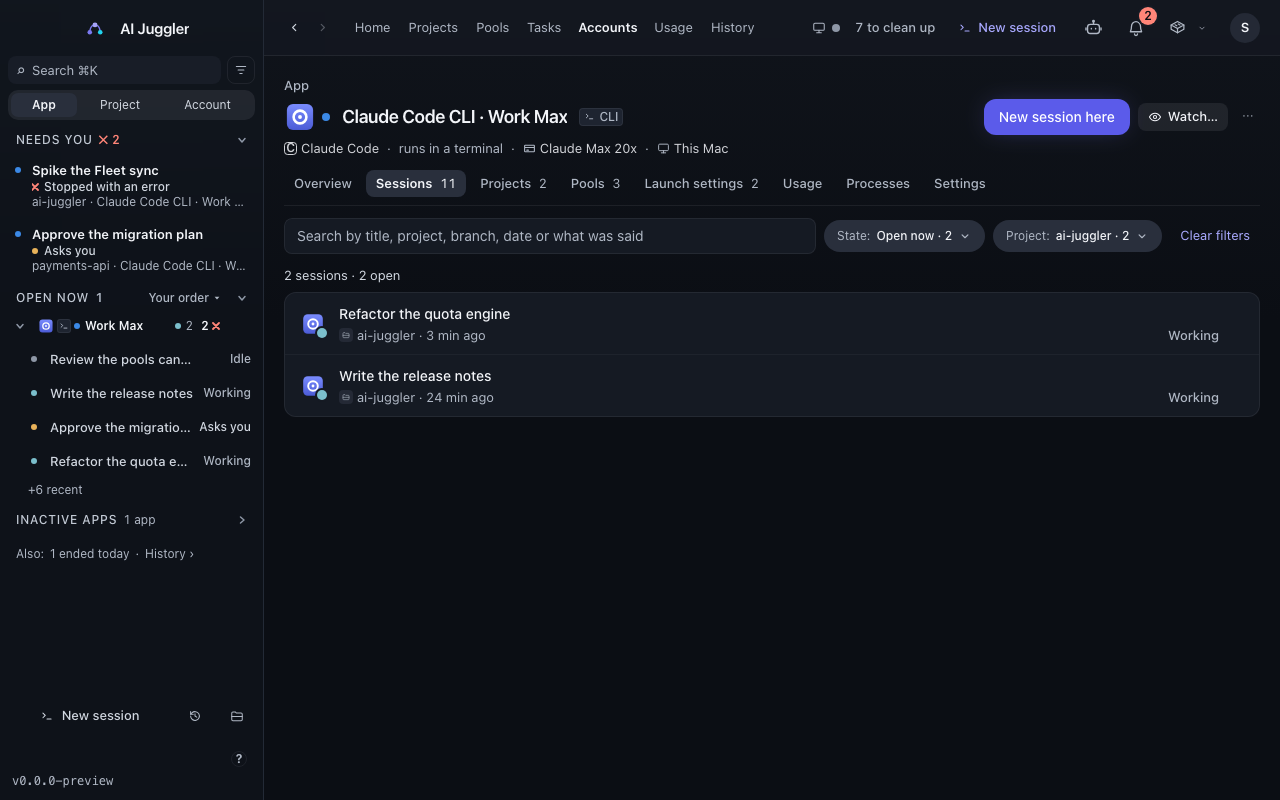 AI Juggler
Search ⌘K
App Project Account
NEEDS YOU 2
Spike the Fleet sync
Stopped with an error
ai-juggler · Claude Code CLI · Work ...
Approve the migration plan
Asks you
payments-api · Claude Code CLI · W...
OPEN NOW 1 Your order
Work Max 2 2
Review the pools can... Idle
Write the release notes Working
Approve the migratio... Asks you
Refactor the quota e... Working
+6 recent
INACTIVE APPS 1 app
Also: 1 ended today · History ›
New session
?
v0.0.0-preview
Home Projects Pools Tasks Accounts Usage History 7 to clean up New session 2 S
App
Claude Code CLI · Work Max CLI New session here Watch... ...
Claude Code · runs in a terminal · Claude Max 20x · This Mac
Overview Sessions 11 Projects 2 Pools 3 Launch settings 2 Usage Processes Settings
Search by title, project, branch, date or what was said State: Open now · 2 Project: ai-juggler · 2 Clear filters
2 sessions · 2 open
Refactor the quota engine
ai-juggler · 3 min ago Working
Write the release notes
ai-juggler · 24 min ago Working